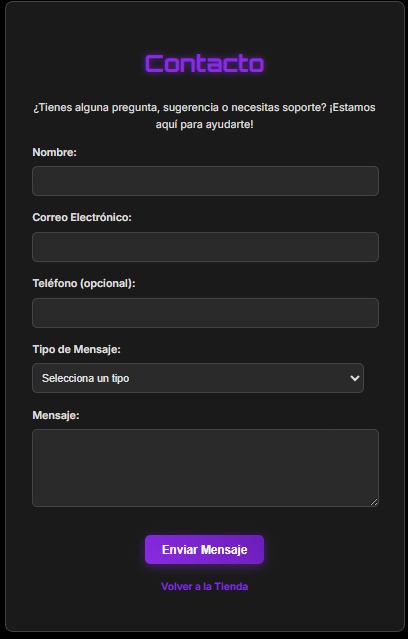 Contacto
¿Tienes alguna pregunta, sugerencia o necesitas soporte? ¡Estamos
aquí para ayudarte!
Nombre:
Correo Electrónico:
Teléfono (opcional):
Tipo de Mensaje:
Selecciona un tipo
Mensaje:
Enviar Mensaje
Volver a la Tienda